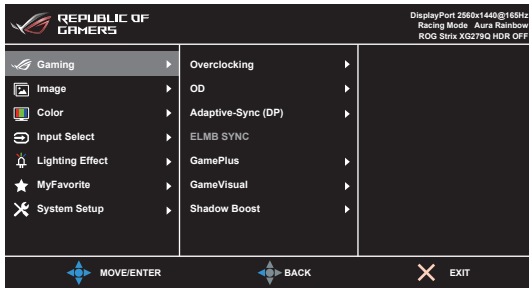 REPUBLIC OF
GAMERS
DisplayPort 2560x1440@165Hz
Racing Mode Aura Rainbow
ROG Strix XG279Q HDR OFF
Gaming
Image
Color
Input Select
Lighting Effect
MyFavorite
System Setup
Overclocking
OD
Adaptive-Sync (DP)
ELMB SYNC
GamePlus
GameVisual
Shadow Boost
MOVE/ENTER
BACK
EXIT